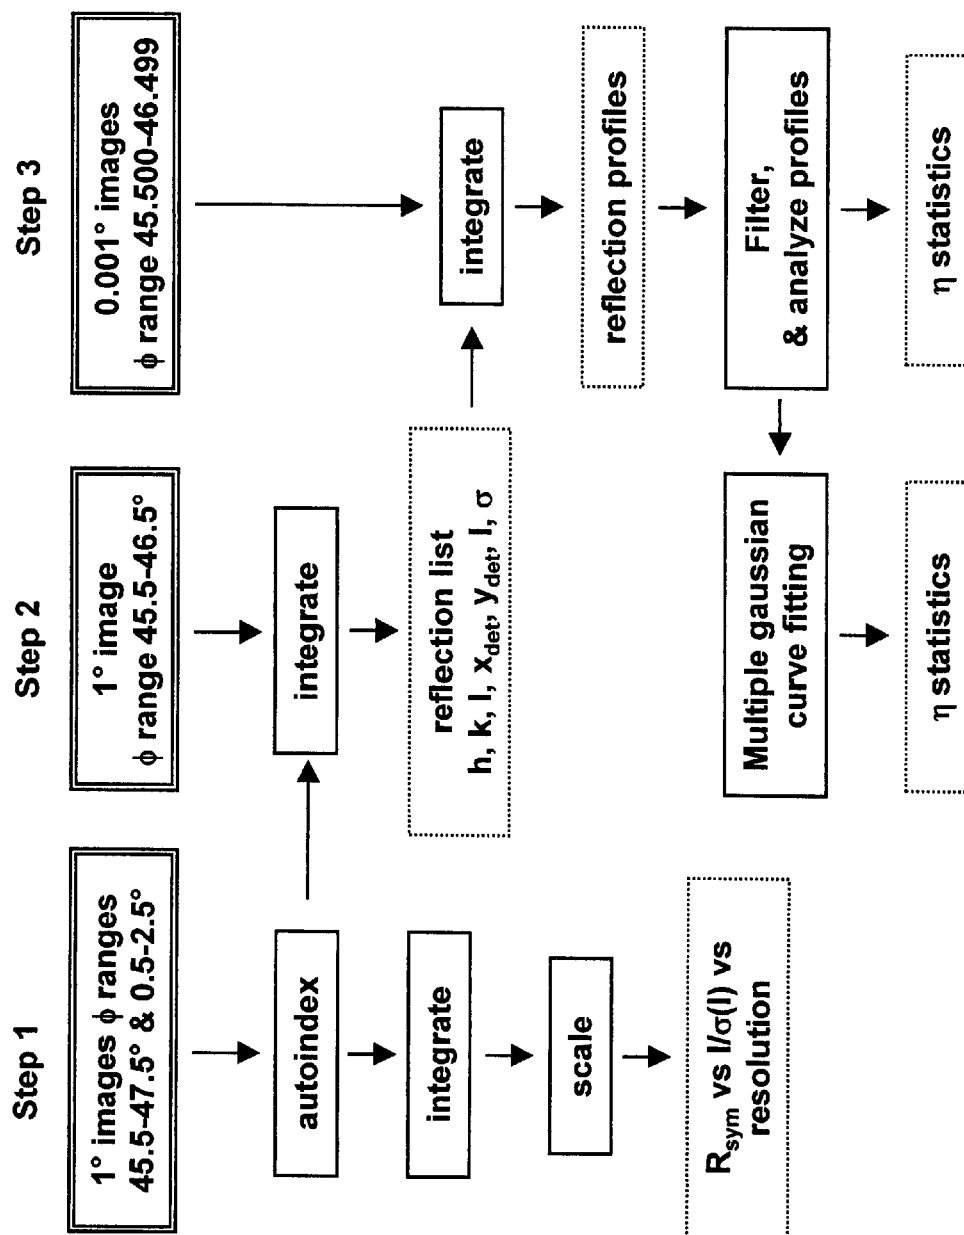 Step 1
1° images ϕ ranges
45.5-47.5° & 0.5-2.5°
autoindex
integrate
scale
R_sym vs I/σ(I) vs
resolution
Step 2
1° image
ϕ range 45.5-46.5°
integrate
reflection list
h, k, l, x_det, y_det, I, σ
Multiple gaussian
curve fitting
η statistics
Step 3
0.001° images
ϕ range 45.500-46.499
integrate
reflection profiles
Filter,
& analyze profiles
η statistics